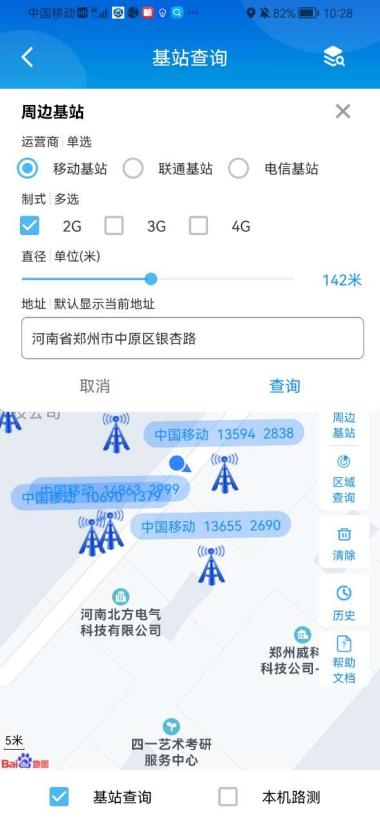 中国移动 HD 82% 10:28
基站查询
周边基站
运营商 单选
移动基站 联通基站 电信基站
制式 多选
2G 3G 4G
直径 单位(米)
142米
地址 默认显示当前地址
河南省郑州市中原区银杏路
取消 查询
技公司
周边
基站
中国移动 13594 2838
区域
查询
中国移动 14863 2999
中国移动 10690 1379
中国移动 13655 2690
清除
河南北方电气
科技有限公司
历史
郑州威科
科技公司-
帮助
文档
5米
四一艺术考研
服务中心
Bai 地图
基站查询 本机路测